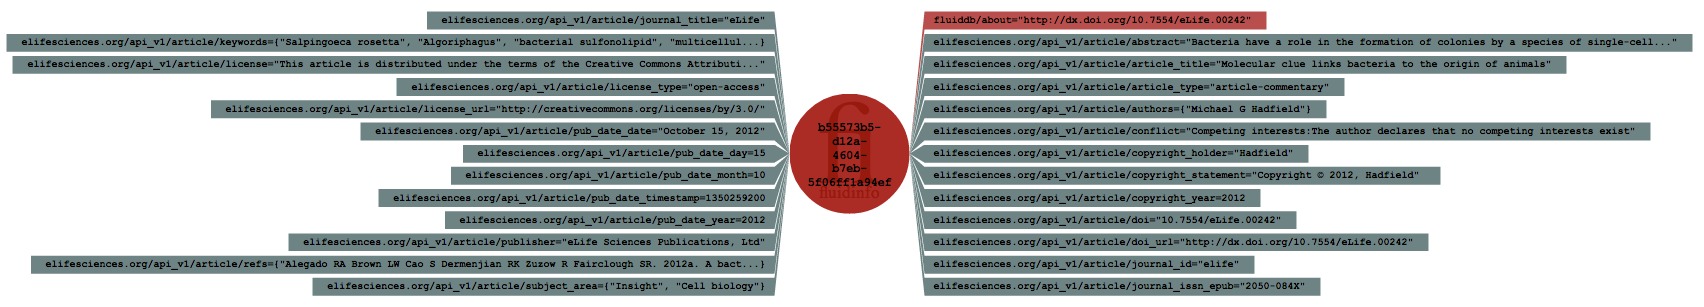 elifesciences.org/api_v1/article/journal_title="eLife"
elifesciences.org/api_v1/article/keywords={"Salpingoeca rosetta", "Algoriphagus", "bacterial sulfonolipid", "multicellul...}
elifesciences.org/api_v1/article/license="This article is distributed under the terms of the Creative Commons Attributi..."
elifesciences.org/api_v1/article/license_type="open-access"
elifesciences.org/api_v1/article/license_url="http://creativecommons.org/licenses/by/3.0/"
elifesciences.org/api_v1/article/pub_date_date="October 15, 2012"
elifesciences.org/api_v1/article/pub_date_day=15
elifesciences.org/api_v1/article/pub_date_month=10
elifesciences.org/api_v1/article/pub_date_timestamp=1350259200
elifesciences.org/api_v1/article/pub_date_year=2012
elifesciences.org/api_v1/article/publisher="eLife Sciences Publications, Ltd"
elifesciences.org/api_v1/article/refs={"Alegado RA Brown LW Cao S Dermenjian RK Zuzow R Fairclough SR. 2012a. A bact...}
elifesciences.org/api_v1/article/subject_area={"Insight", "Cell biology"}
fi
b55573b5-
d12a-
4604-
b7eb-
5f06ff1a94ef
fluidinfo
fluiddb/about="http://dx.doi.org/10.7554/eLife.00242"
elifesciences.org/api_v1/article/abstract="Bacteria have a role in the formation of colonies by a species of single-cell..."
elifesciences.org/api_v1/article/article_title="Molecular clue links bacteria to the origin of animals"
elifesciences.org/api_v1/article/article_type="article-commentary"
elifesciences.org/api_v1/article/authors={"Michael G Hadfield"}
elifesciences.org/api_v1/article/conflict="Competing interests:The author declares that no competing interests exist"
elifesciences.org/api_v1/article/copyright_holder="Hadfield"
elifesciences.org/api_v1/article/copyright_statement="Copyright © 2012, Hadfield"
elifesciences.org/api_v1/article/copyright_year=2012
elifesciences.org/api_v1/article/doi="10.7554/eLife.00242"
elifesciences.org/api_v1/article/doi_url="http://dx.doi.org/10.7554/eLife.00242"
elifesciences.org/api_v1/article/journal_id="elife"
elifesciences.org/api_v1/article/journal_issn_epub="2050-084X"